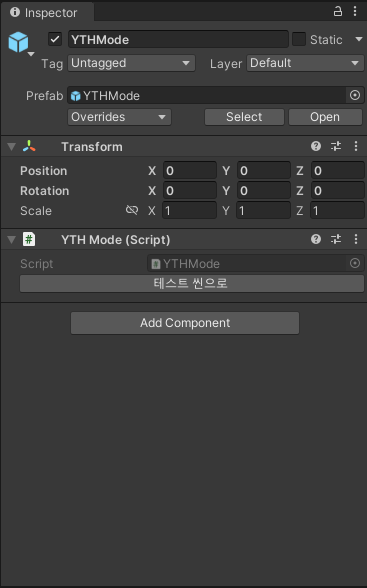 Inspector
YTHMode Static
Tag Untagged Layer Default
Prefab YTHMode
Overrides Select Open
Transform
Position X 0 Y 0 Z 0
Rotation X 0 Y 0 Z 0
Scale X 1 Y 1 Z 1
# YTH Mode (Script)
Script YTHMode
테스트 씬으로
Add Component